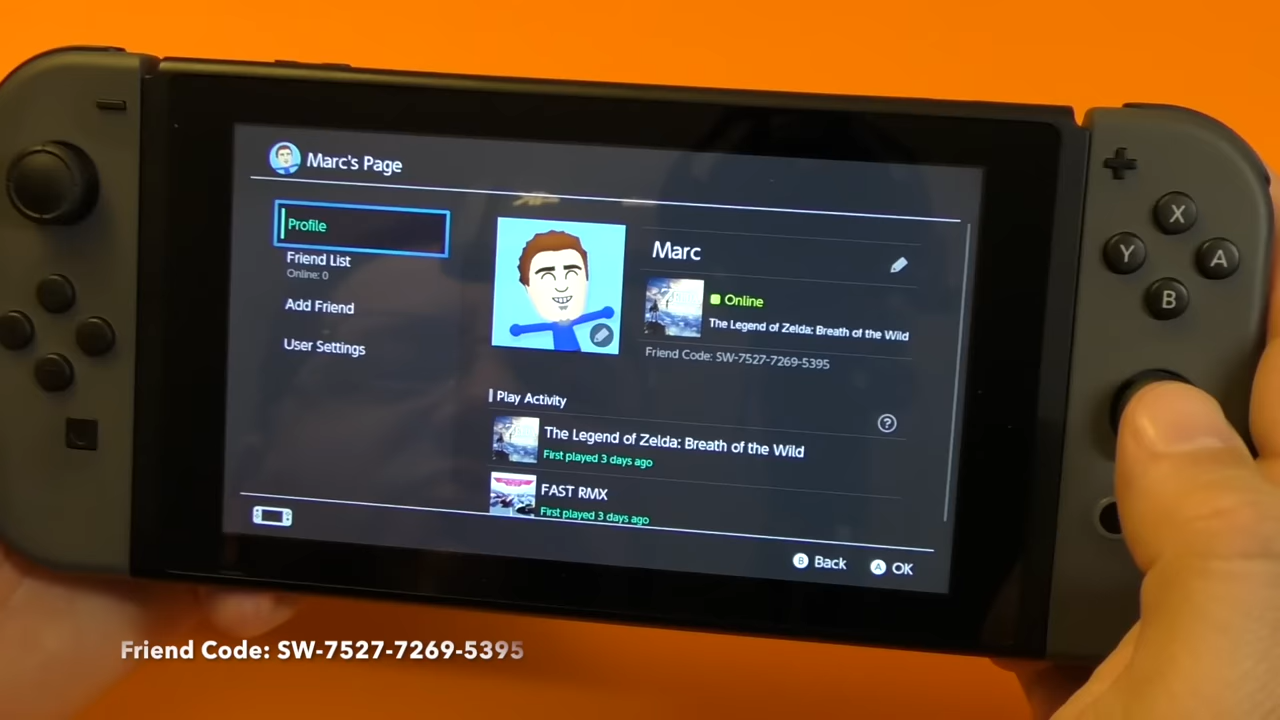 Marc's Page
Profile
Friend List
Online: 0
Add Friend
User Settings
Marc
Online
The Legend of Zelda: Breath of the Wild
Friend Code: SW-7527-7269-5395
Play Activity
?
The Legend of Zelda: Breath of the Wild
First played 3 days ago
FAST RMX
First played 3 days ago
B Back
A OK
X
Y
A
B
Friend Code: SW-7527-7269-5395